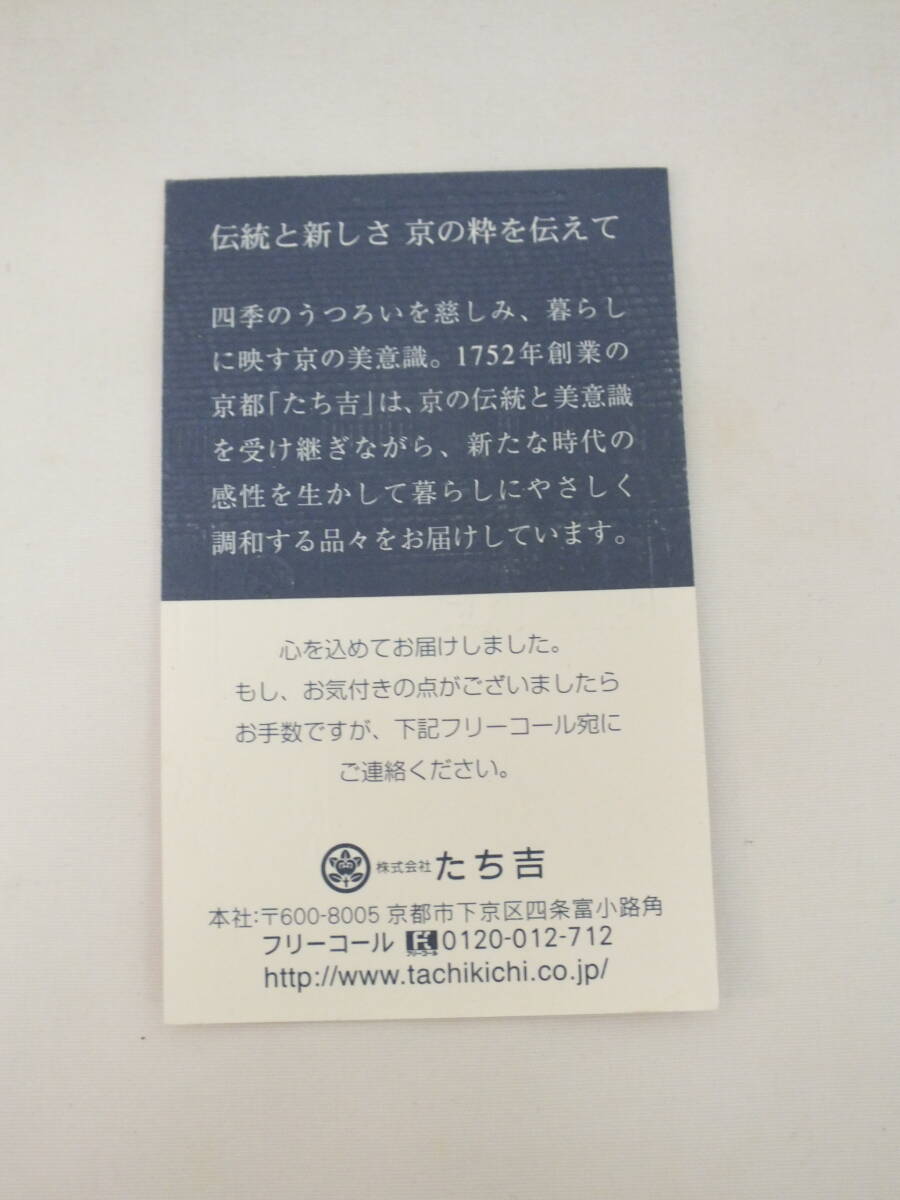 伝統と新しさ 京の粋を伝えて
四季のうつろいを慈しみ、暮らし
に映す京の美意識。1752年創業の
京都「たち吉」は、京の伝統と美意識
を受け継ぎながら、新たな時代の
感性を生かして暮らしにやさしく
調和する品々をお届けしています。
心を込めてお届けしました。
もし、お気付きの点がございましたら
お手数ですが、下記フリーコール宛に
ご連絡ください。
株式会社 たち吉
本社:〒600-8005 京都市下京区四条富小路角
フリーコール フリーコール 0120-012-712
http://www.tachikichi.co.jp/